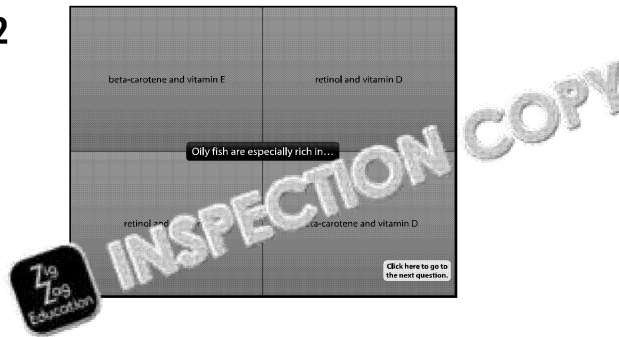 2
beta-carotene and vitamin E
retinol and vitamin D
Oily fish are especially rich in…
retinol and
beta-carotene and vitamin D
Click here to go to
the next question.
INSPECTION COPY
Zig
Zag
Education